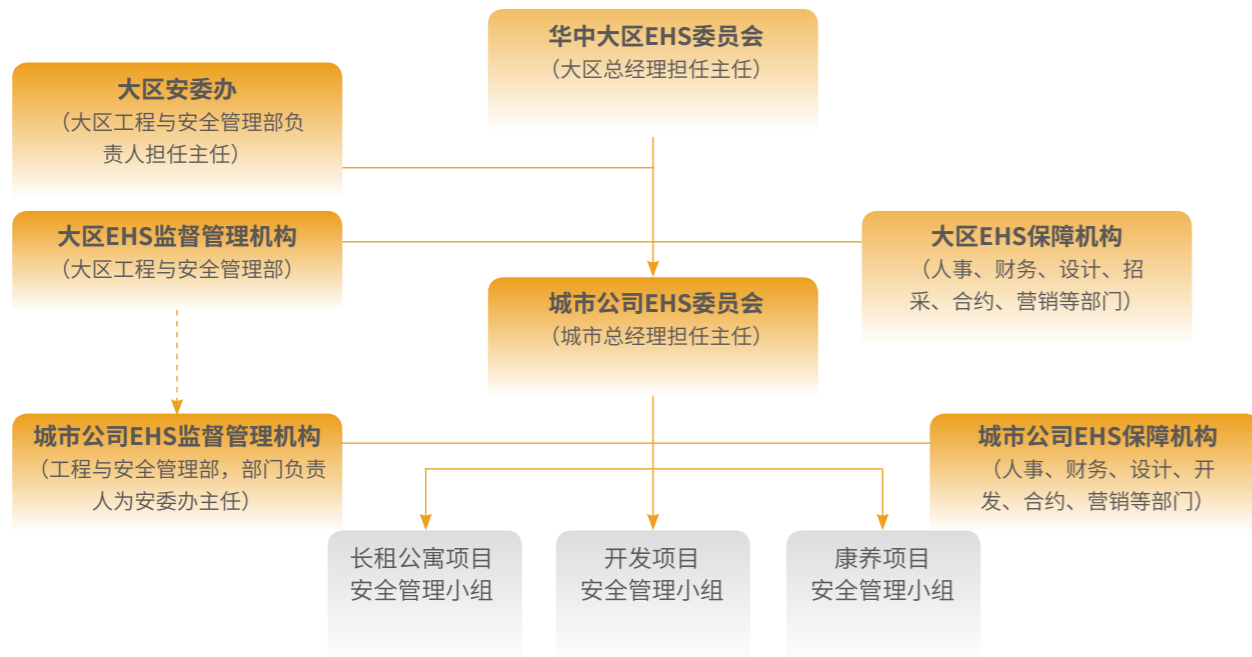 华中大区EHS委员会
（大区总经理担任主任）
大区安委办
（大区工程与安全管理部负
责人担任主任）
大区EHS监督管理机构
（大区工程与安全管理部）
大区EHS保障机构
（人事、财务、设计、招
采、合约、营销等部门）
城市公司EHS委员会
（城市总经理担任主任）
城市公司EHS监督管理机构
（工程与安全管理部，部门负责
人为安委办主任）
城市公司EHS保障机构
（人事、财务、设计、开
发、合约、营销等部门）
长租公寓项目
安全管理小组
开发项目
安全管理小组
康养项目
安全管理小组